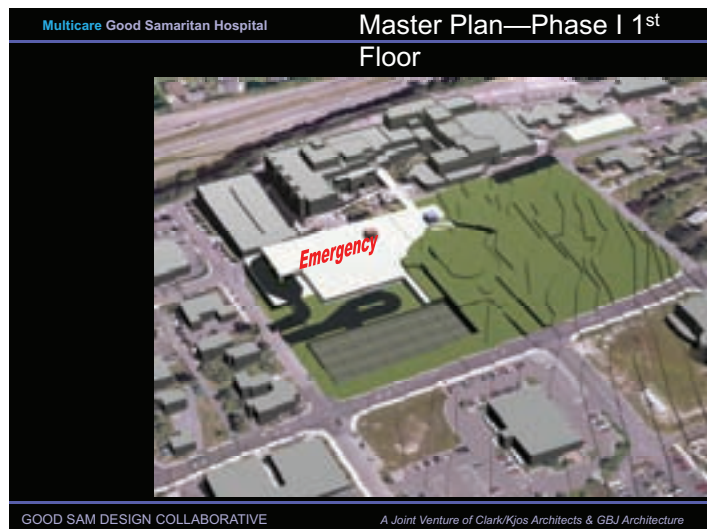 Multicare Good Samaritan Hospital
Master Plan—Phase I 1st
Floor
Emergency
GOOD SAM DESIGN COLLABORATIVE
A Joint Venture of Clark/Kjos Architects & GBJ Architecture